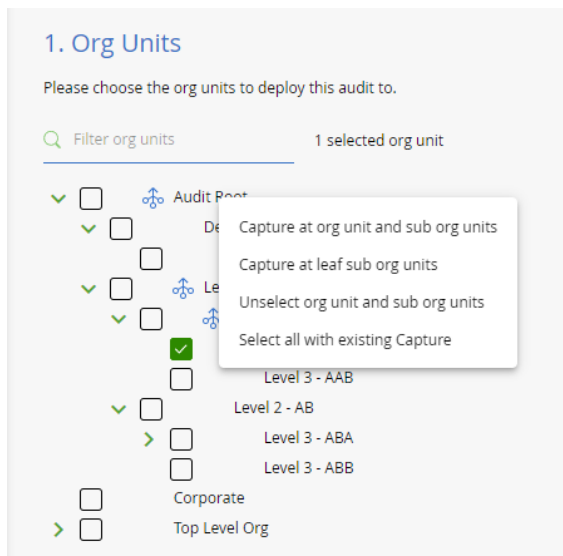 1. Org Units
Please choose the org units to deploy this audit to.
Filter org units
1 selected org unit
Audit Root
Capture at org unit and sub org units
Capture at leaf sub org units
Unselect org unit and sub org units
Select all with existing Capture
De
Le
Level 3 - AAB
Level 2 - AB
Level 3 - ABA
Level 3 - ABB
Corporate
Top Level Org